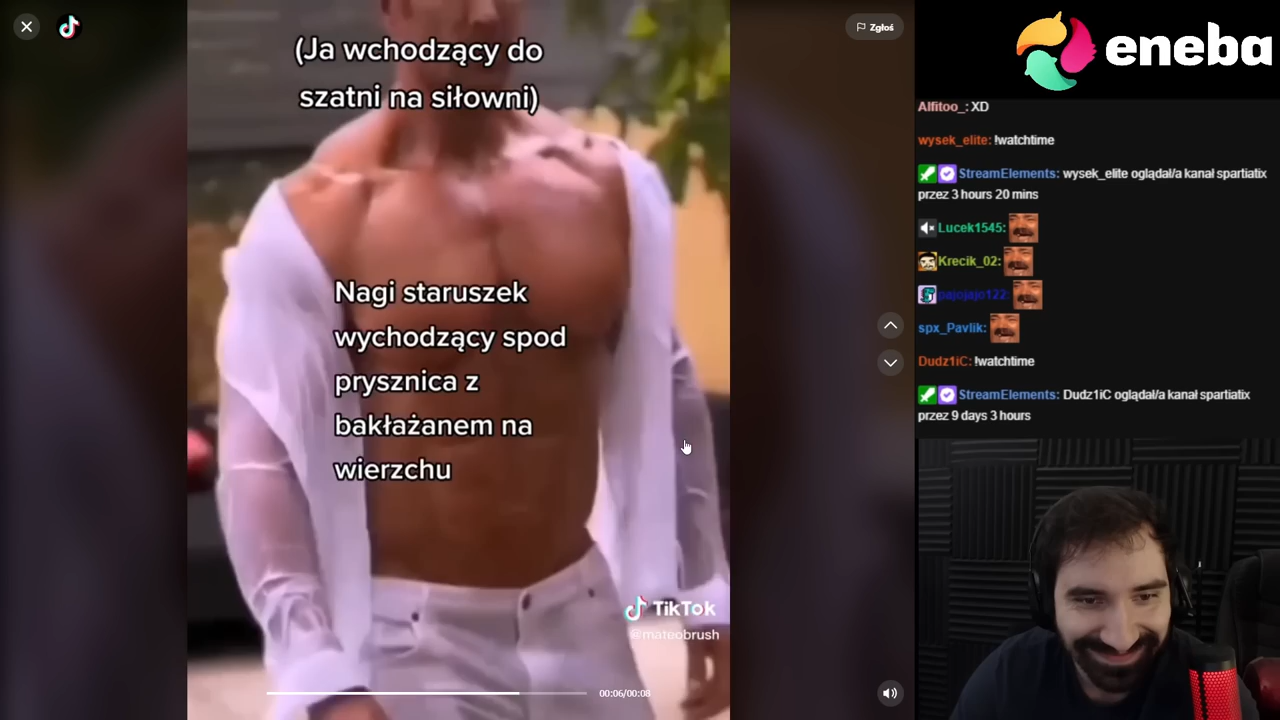 (Ja wchodzący do
szatni na siłowni)
Nagi staruszek
wychodzący spod
prysznica z
bakłażanem na
wierzchu
TikTok
@mateobrush
00:06/00:08
Zgłoś
eneba
Alfitoo_: XD
wysek_elite: !watchtime
StreamElements: wysek_elite oglądał/a kanał spartiatix
przez 3 hours 20 mins
Lucek1545:
Krecik_02:
pajojajo122:
spx_Pavlik:
Dudz1iC: !watchtime
StreamElements: Dudz1iC oglądał/a kanał spartiatix
przez 9 days 3 hours